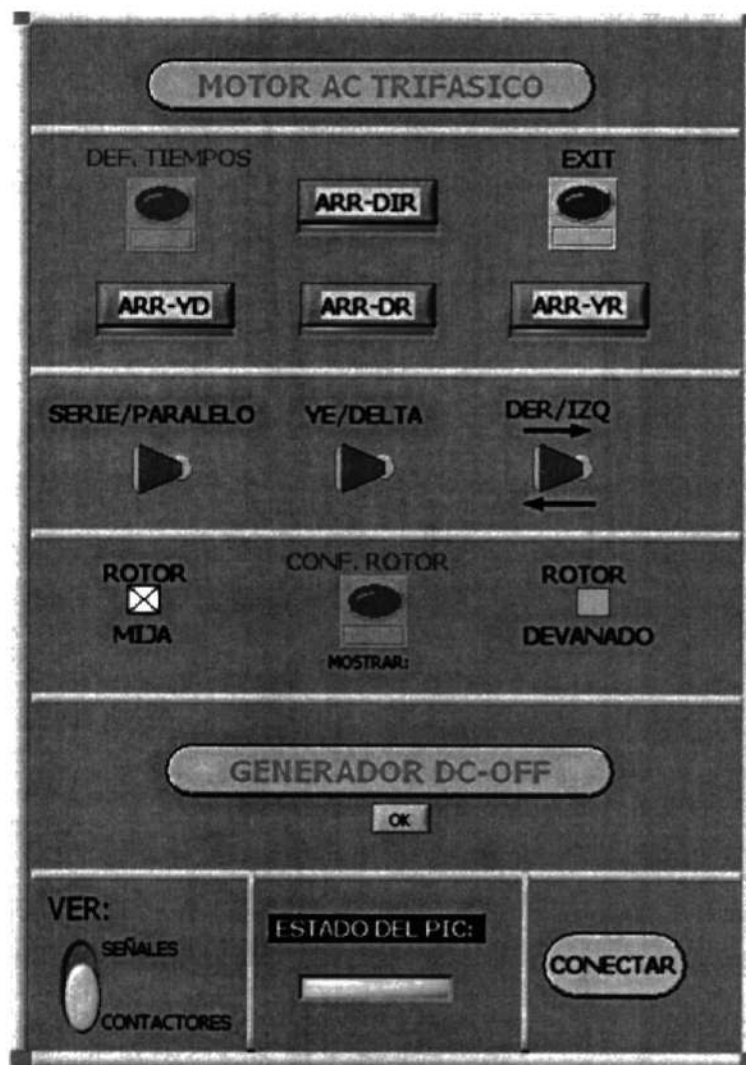 MOTOR AC TRIFASICO
DEF. TIEMPOS
EXIT
ARR-DIR
ARR-YD
ARR-DR
ARR-YR
SERIE/PARALELO
YE/DELTA
DER/IZQ
ROTOR
MIJA
CONF. ROTOR
MOSTRAR:
ROTOR
DEVANADO
GENERADOR DC-OFF
OK
VER:
SEÑALES
CONTACTORES
ESTADO DEL PIC:
CONECTAR